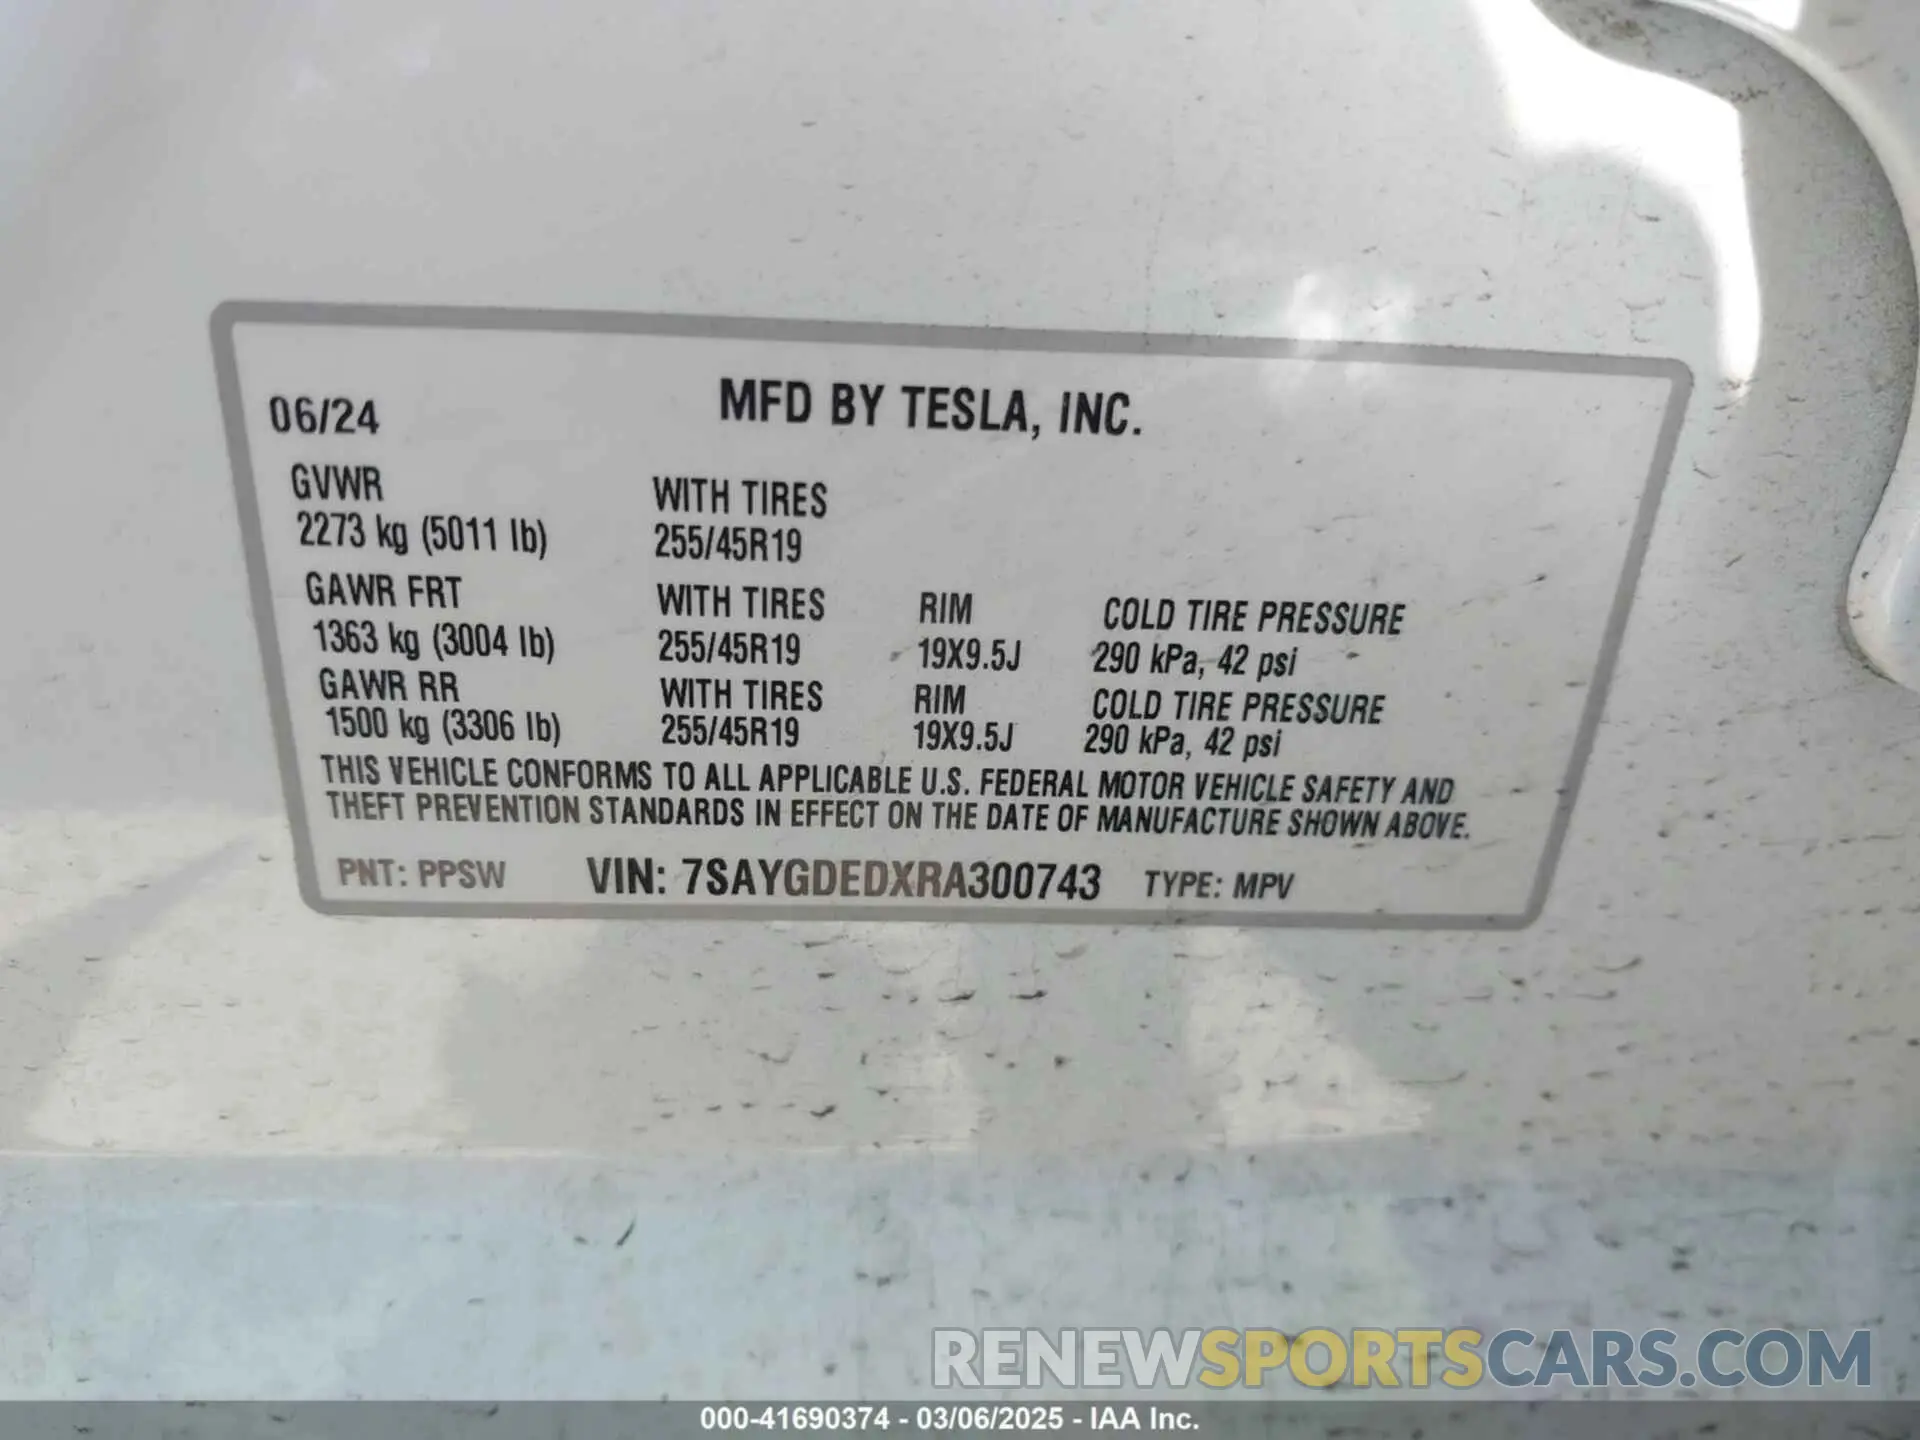 06/24 MFD BY TESLA, INC.
GVWR WITH TIRES
2273 kg (5011 lb) 255/45R19
GAWR FRT WITH TIRES RIM COLD TIRE PRESSURE
1363 kg (3004 lb) 255/45R19 19X9.5J 290 kPa, 42 psi
GAWR RR WITH TIRES RIM COLD TIRE PRESSURE
1500 kg (3306 lb) 255/45R19 19X9.5J 290 kPa, 42 psi
THIS VEHICLE CONFORMS TO ALL APPLICABLE U.S. FEDERAL MOTOR VEHICLE SAFETY AND
THEFT PREVENTION STANDARDS IN EFFECT ON THE DATE OF MANUFACTURE SHOWN ABOVE.
PNT: PPSW VIN: 7SAYGDEDXRA300743 TYPE: MPV
RENEWSPORTSCARS.COM
000-41690374 - 03/06/2025 - IAA Inc.